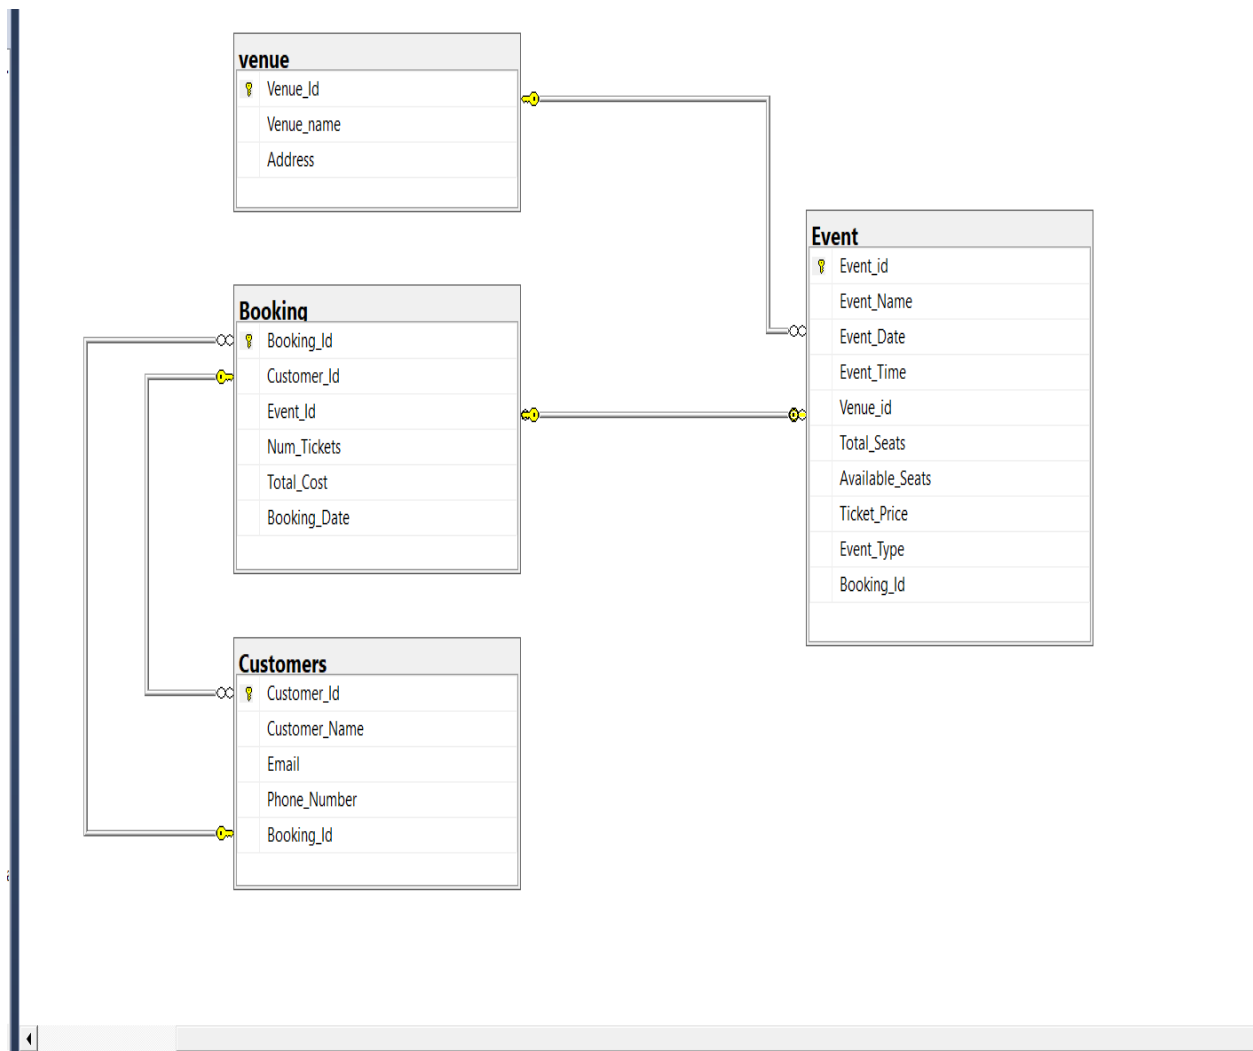 venue
Venue_Id
Venue_name
Address
Booking
Booking_Id
Customer_Id
Event_Id
Num_Tickets
Total_Cost
Booking_Date
Customers
Customer_Id
Customer_Name
Email
Phone_Number
Booking_Id
Event
Event_id
Event_Name
Event_Date
Event_Time
Venue_id
Total_Seats
Available_Seats
Ticket_Price
Event_Type
Booking_Id